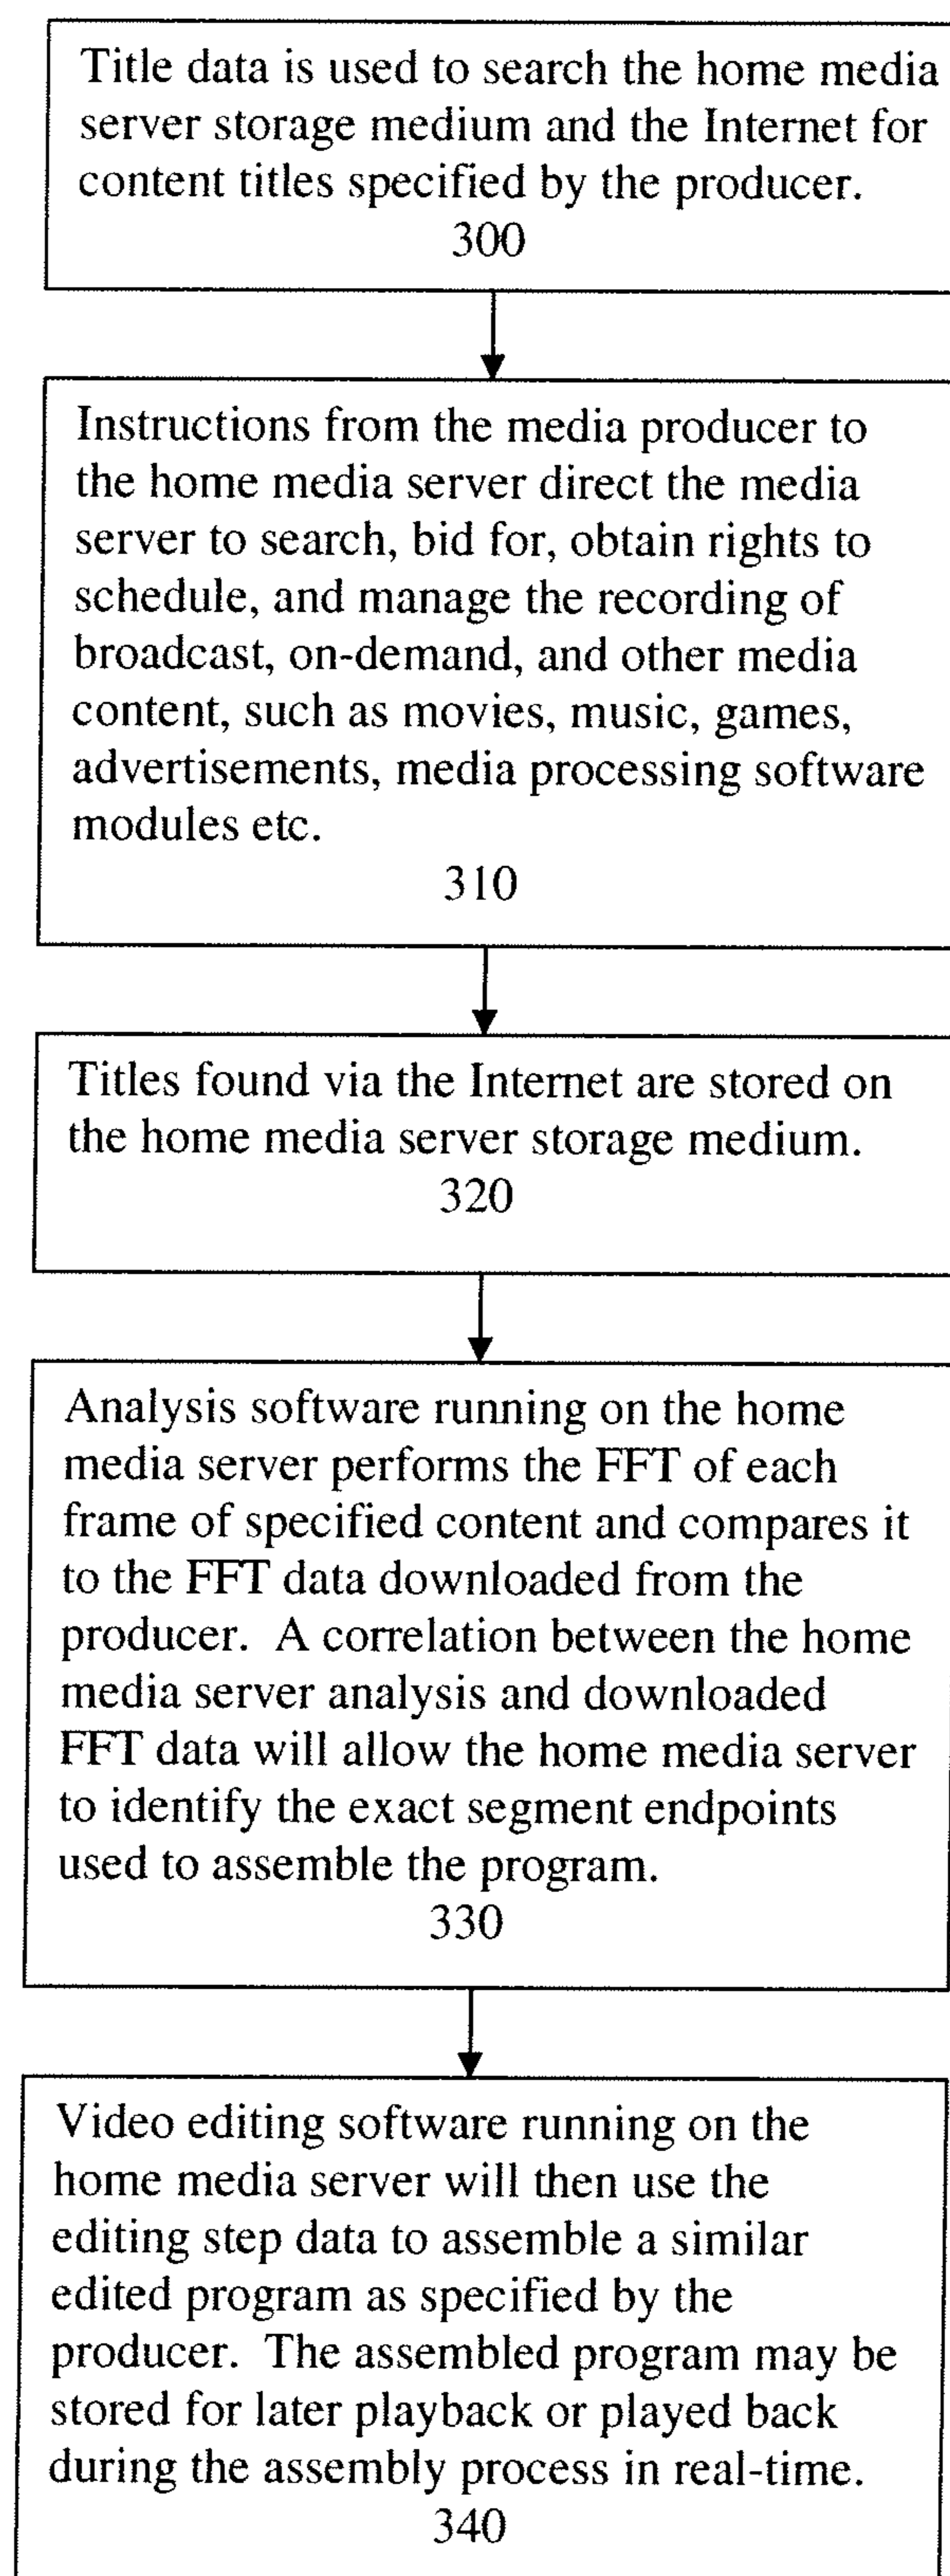 Title data is used to search the home media
server storage medium and the Internet for
content titles specified by the producer.
300
Instructions from the media producer to
the home media server direct the media
server to search, bid for, obtain rights to
schedule, and manage the recording of
broadcast, on-demand, and other media
content, such as movies, music, games,
advertisements, media processing software
modules etc.
310
Titles found via the Internet are stored on
the home media server storage medium.
320
Analysis software running on the home
media server performs the FFT of each
frame of specified content and compares it
to the FFT data downloaded from the
producer.  A correlation between the home
media server analysis and downloaded
FFT data will allow the home media server
to identify the exact segment endpoints
used to assemble the program.
330
Video editing software running on the
home media server will then use the
editing step data to assemble a similar
edited program as specified by the
producer.  The assembled program may be
stored for later playback or played back
during the assembly process in real-time.
340